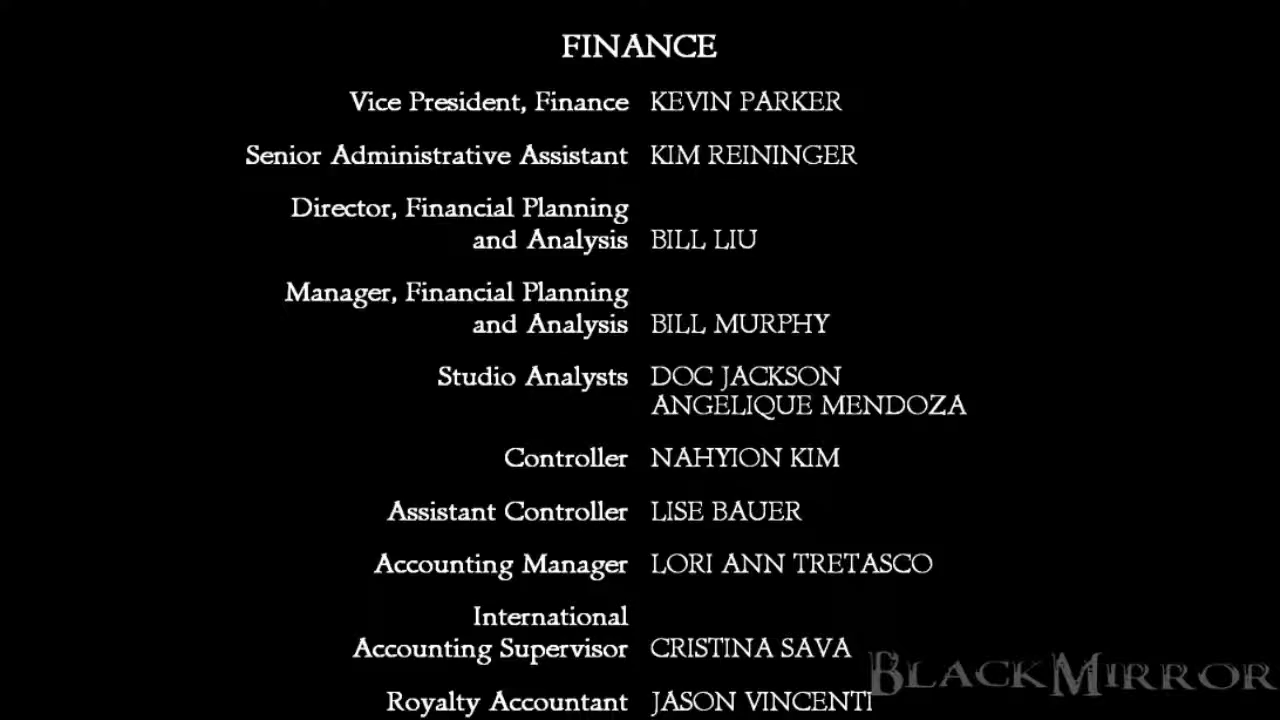 FINANCE
Vice President, Finance KEVIN PARKER
Senior Administrative Assistant KIM REININGER
Director, Financial Planning
and Analysis BILL LIU
Manager, Financial Planning
and Analysis BILL MURPHY
Studio Analysts DOC JACKSON
ANGELIQUE MENDOZA
Controller NAHYION KIM
Assistant Controller LISE BAUER
Accounting Manager LORI ANN TRETASCO
International
Accounting Supervisor CRISTINA SAVA
Royalty Accountant JASON VINCENTI
BLACKMIRROR